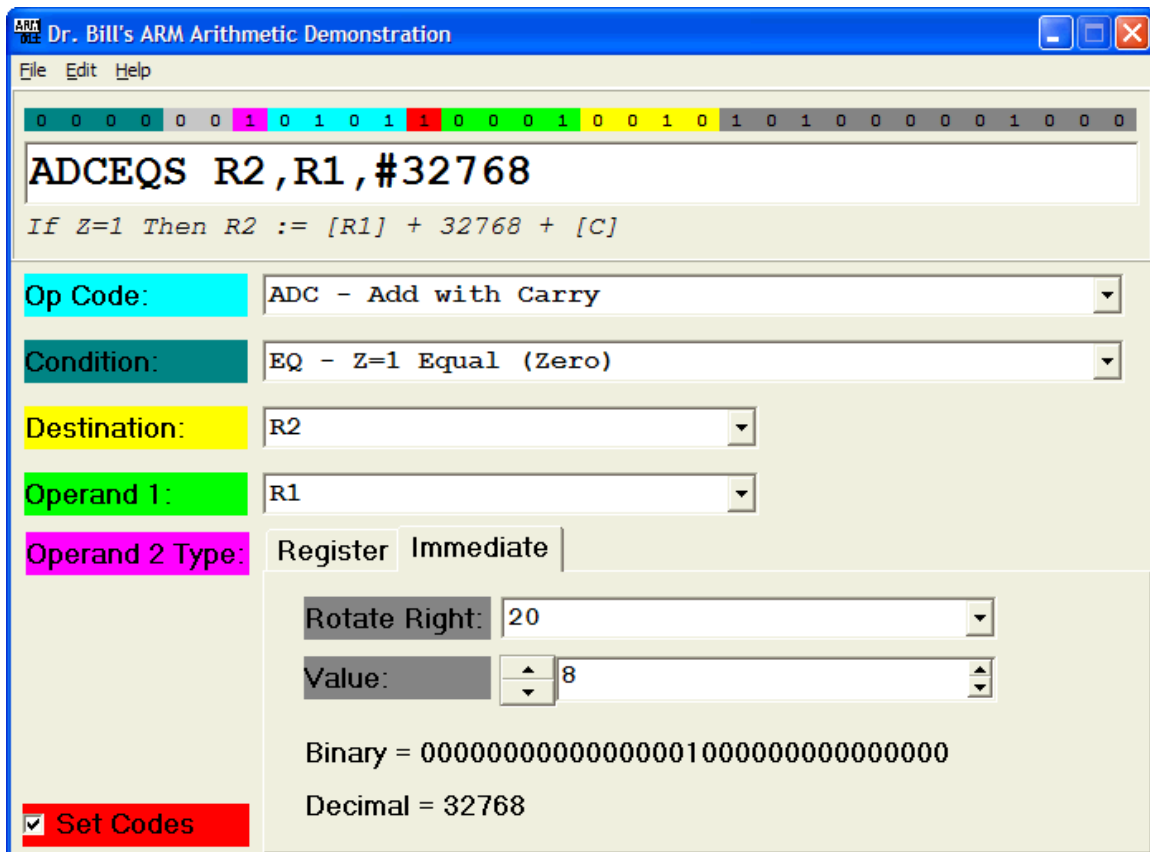 Dr. Bill's ARM Arithmetic Demonstration
File Edit Help
0 0 0 0 0 0 1 0 1 0 1 1 0 0 0 1 0 0 1 0 1 0 1 0 0 0 0 0 1 0 0 0
ADCEQS R2,R1,#32768
If Z=1 Then R2 := [R1] + 32768 + [C]
Op Code: ADC - Add with Carry
Condition: EQ - Z=1 Equal (Zero)
Destination: R2
Operand 1: R1
Operand 2 Type: Register Immediate
Rotate Right: 20
Value: 8
Binary = 00000000000000001000000000000000
Decimal = 32768
Set Codes